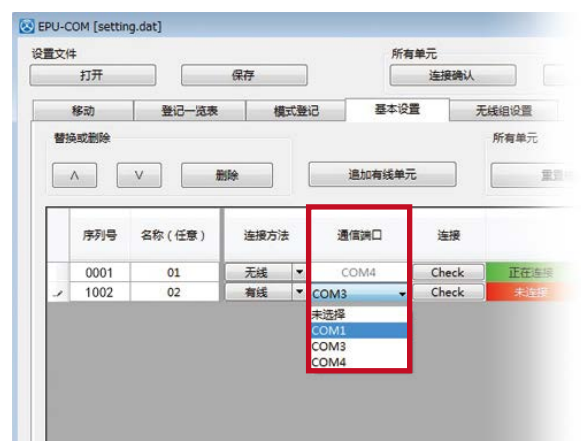 EPU-COM [setting.dat]
设置文件
所有单元
打开
保存
连接确认
移动
登记一览表
模式登记
基本设置
无线组设置
替换或删除
所有单元
∧
∨
删除
追加有线单元
序列号
名称(任意)
连接方法
通信端口
连接
0001
01
无线
COM4
Check
正在连接
1002
02
有线
COM3
Check
未连接
未选择
COM1
COM3
COM4